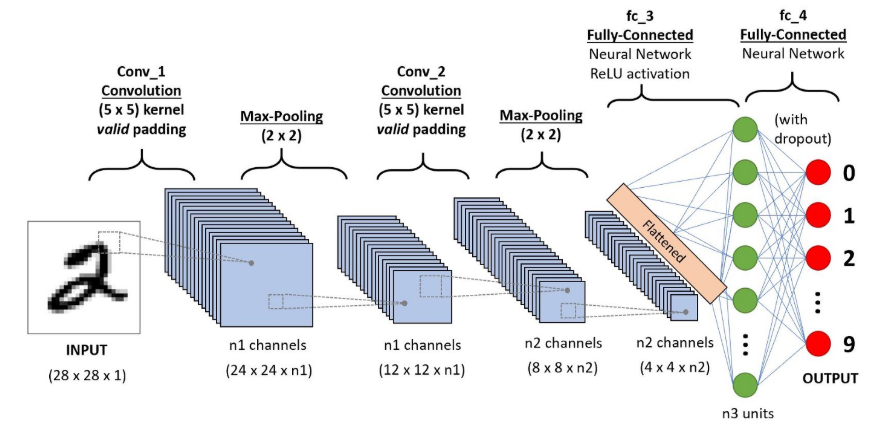 fc_3
Fully-Connected
Neural Network
ReLU activation
fc_4
Fully-Connected
Neural Network
Conv_1
Convolution
(5 x 5) kernel
valid padding
Max-Pooling
(2 x 2)
Conv_2
Convolution
(5 x 5) kernel
valid padding
Max-Pooling
(2 x 2)
(with
dropout)
Flattened
0
1
2
9
INPUT
(28 x 28 x 1)
n1 channels
(24 x 24 x n1)
n1 channels
(12 x 12 x n1)
n2 channels
(8 x 8 x n2)
n2 channels
(4 x 4 x n2)
OUTPUT
n3 units
2